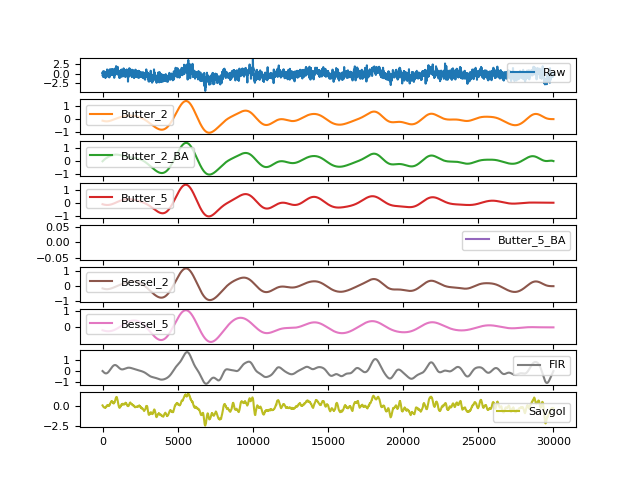 2.5
0.0
−2.5
Raw
1
0
−1
Butter_2
1
0
−1
Butter_2_BA
1
0
−1
Butter_5
0.05
0.00
−0.05
Butter_5_BA
1
0
−1
Bessel_2
1
0
Bessel_5
1
0
−1
FIR
0.0
−2.5
Savgol
0 5000 10000 15000 20000 25000 30000